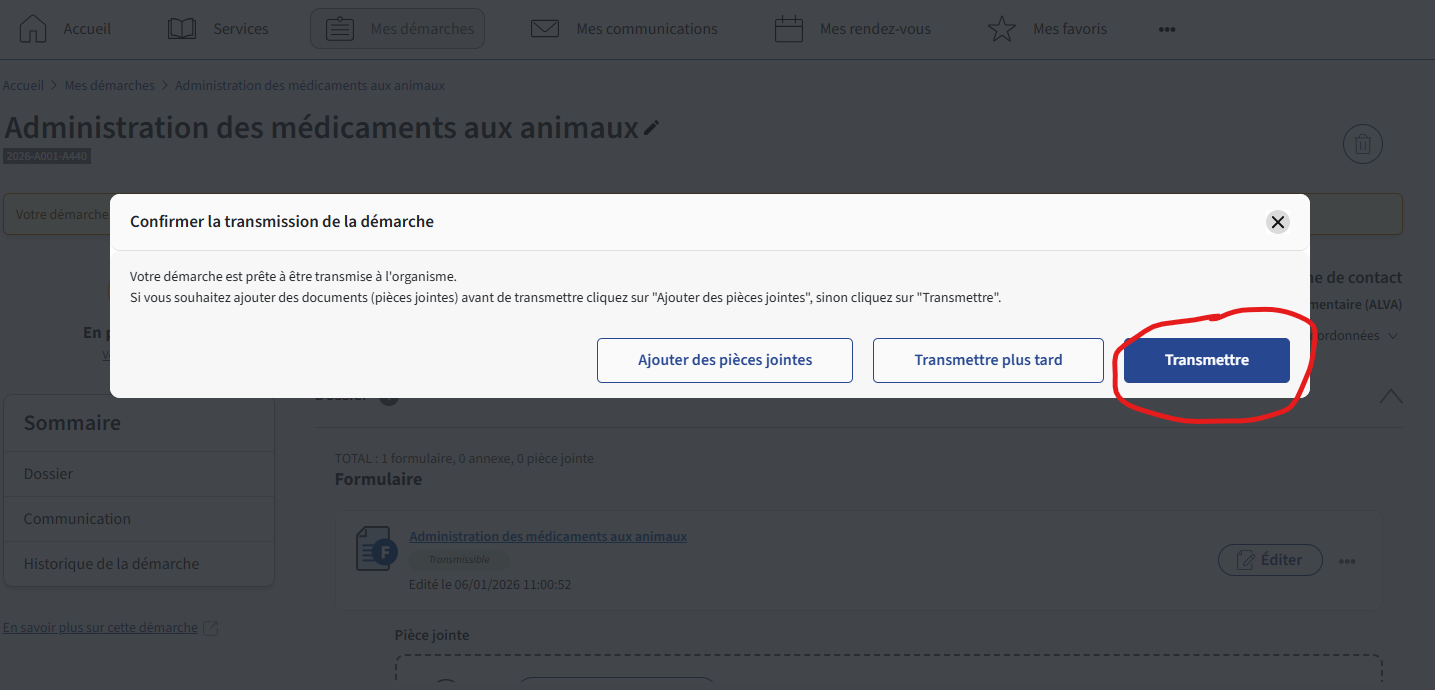 Accueil
Services
Mes démarches
Mes communications
Mes rendez-vous
Mes favoris
Accueil > Mes démarches > Administration des médicaments aux animaux
Administration des médicaments aux animaux
2026-A001-A440
Votre démarche
Confirmer la transmission de la démarche
Votre démarche est prête à être transmise à l'organisme.
Si vous souhaitez ajouter des documents (pièces jointes) avant de transmettre cliquez sur "Ajouter des pièces jointes", sinon cliquez sur "Transmettre".
de contact
(ALVA)
En
Ajouter des pièces jointes
Transmettre plus tard
Transmettre
Sommaire
Dossier
Communication
Historique de la démarche
En savoir plus sur cette démarche
TOTAL : 1 formulaire, 0 annexe, 0 pièce jointe
Formulaire
F
Administration des médicaments aux animaux
Transmissible
Edité le 06/01/2026 11:00:52
Éditer
Pièce jointe